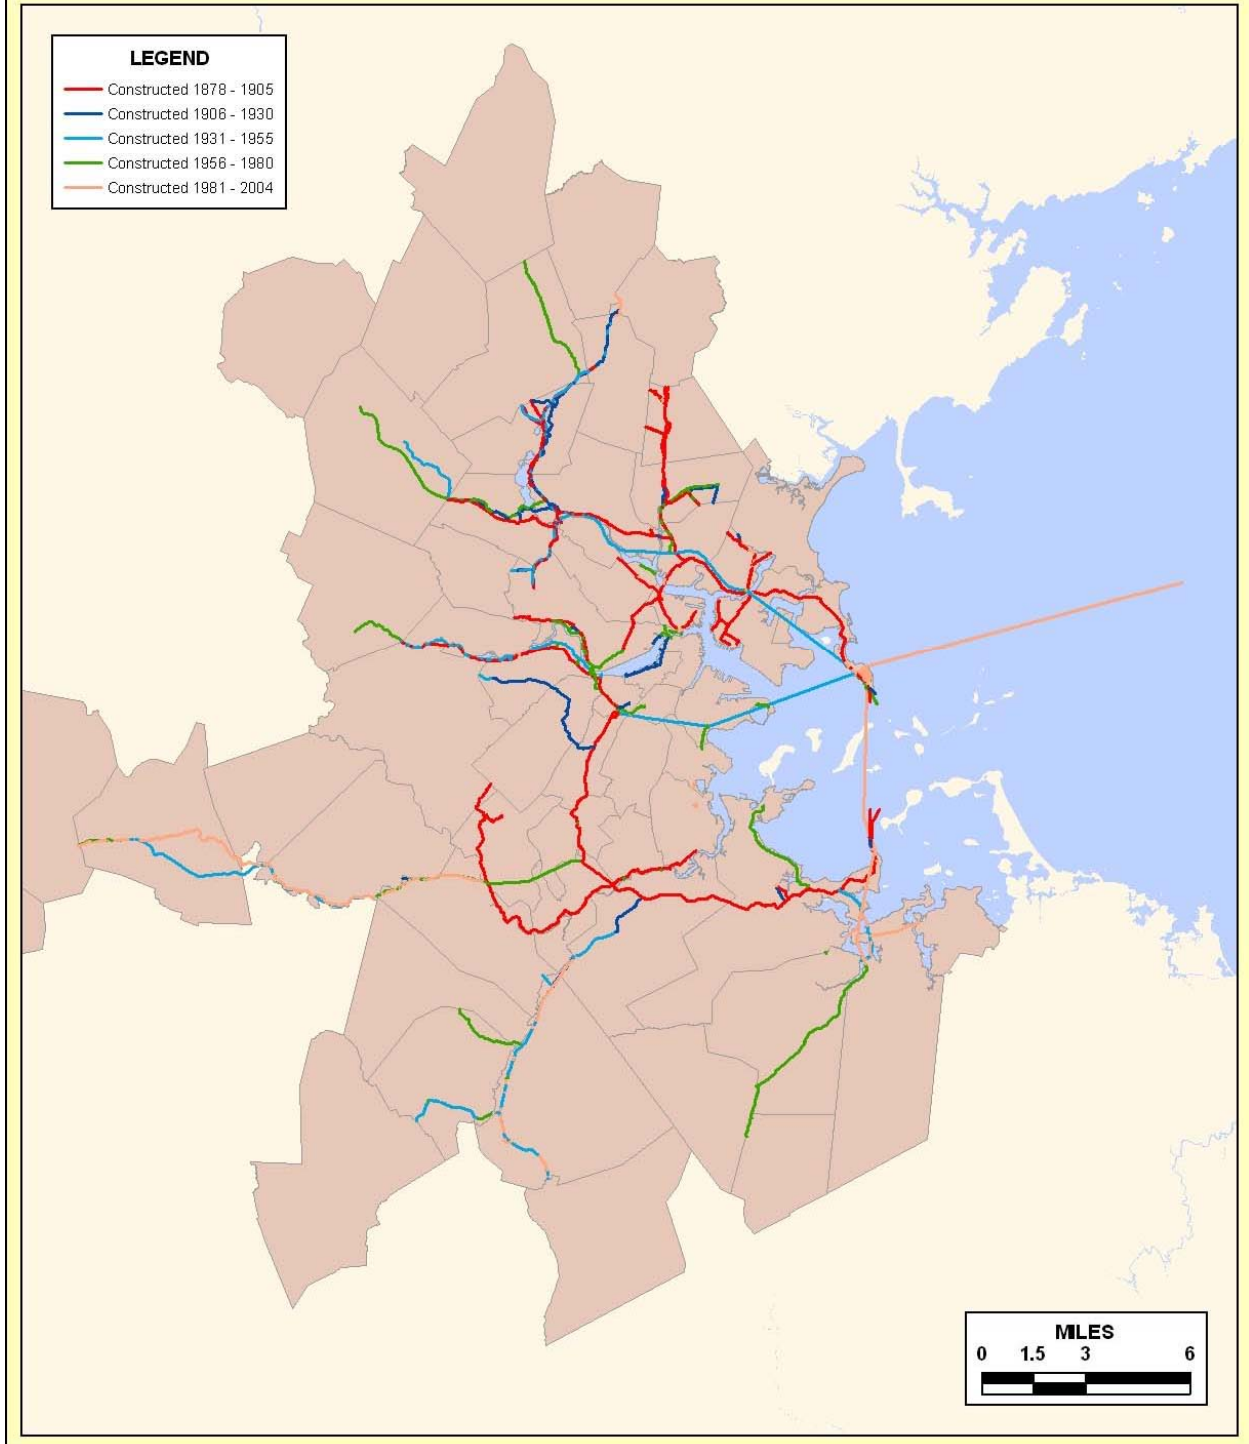 LEGEND
Constructed 1878 - 1905
Constructed 1906 - 1930
Constructed 1931 - 1955
Constructed 1956 - 1980
Constructed 1981 - 2004
MILES
0 1.5 3 6